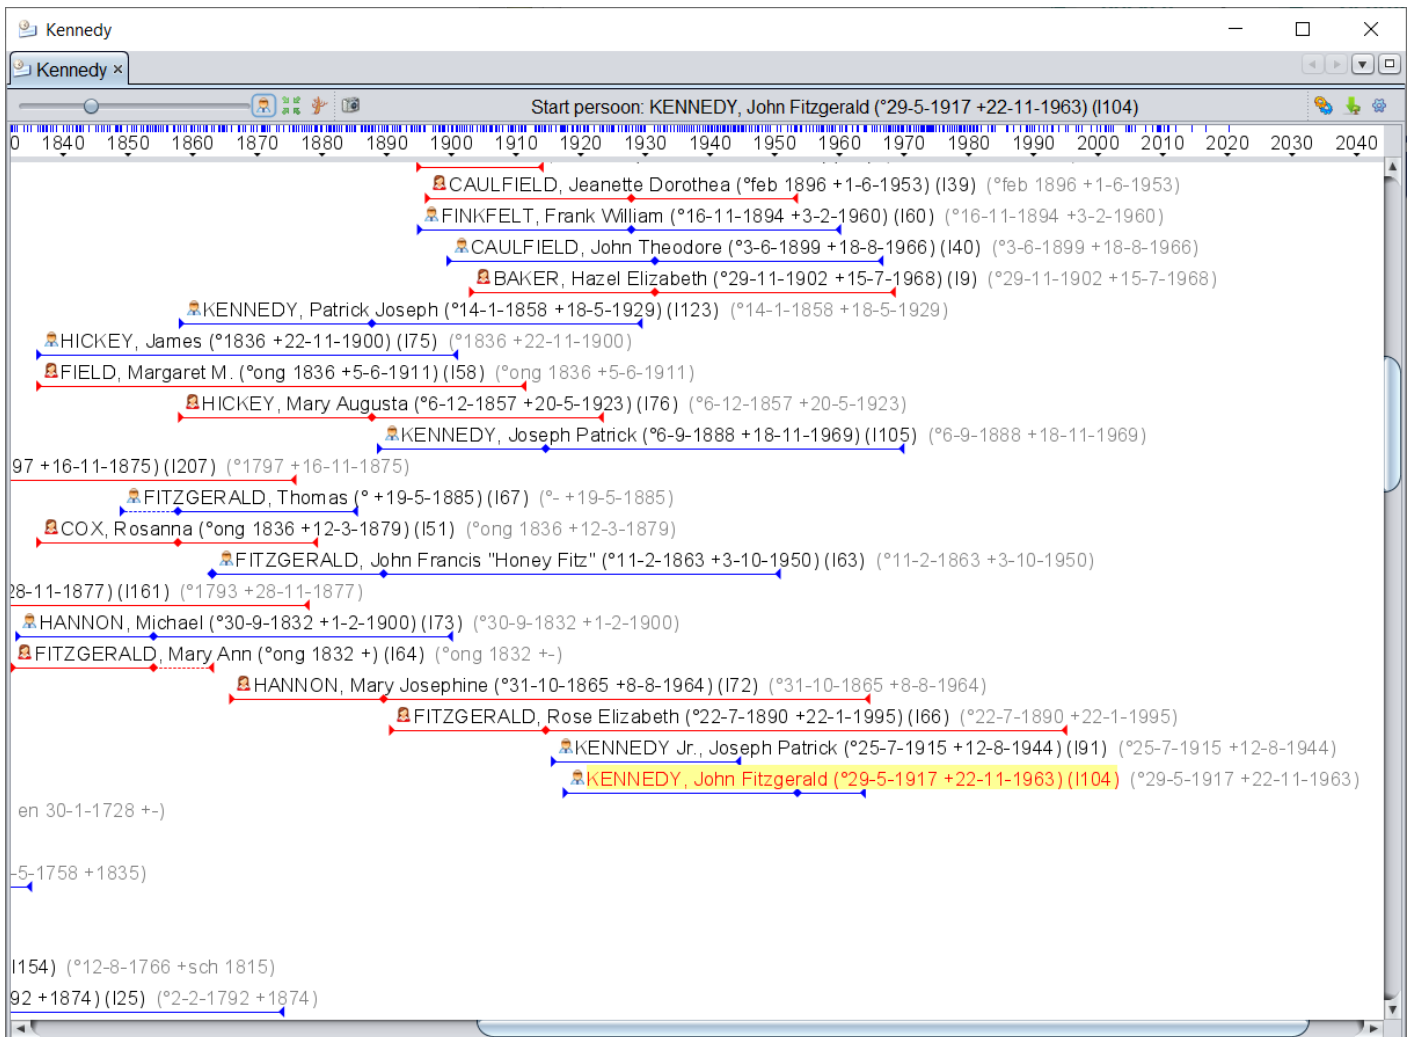 Kennedy
Kennedy ×
Start persoon: KENNEDY, John Fitzgerald (°29-5-1917 +22-11-1963) (I104)
0 1840 1850 1860 1870 1880 1890 1900 1910 1920 1930 1940 1950 1960 1970 1980 1990 2000 2010 2020 2030 2040
CAULFIELD, Jeanette Dorothea (°feb 1896 +1-6-1953) (I39) (°feb 1896 +1-6-1953)
FINKFELT, Frank William (°16-11-1894 +3-2-1960) (I60) (°16-11-1894 +3-2-1960)
CAULFIELD, John Theodore (°3-6-1899 +18-8-1966) (I40) (°3-6-1899 +18-8-1966)
BAKER, Hazel Elizabeth (°29-11-1902 +15-7-1968) (I9) (°29-11-1902 +15-7-1968)
KENNEDY, Patrick Joseph (°14-1-1858 +18-5-1929) (I123) (°14-1-1858 +18-5-1929)
HICKEY, James (°1836 +22-11-1900) (I75) (°1836 +22-11-1900)
FIELD, Margaret M. (°ong 1836 +5-6-1911) (I58) (°ong 1836 +5-6-1911)
HICKEY, Mary Augusta (°6-12-1857 +20-5-1923) (I76) (°6-12-1857 +20-5-1923)
KENNEDY, Joseph Patrick (°6-9-1888 +18-11-1969) (I105) (°6-9-1888 +18-11-1969)
97 +16-11-1875) (I207) (°1797 +16-11-1875)
FITZGERALD, Thomas (° +19-5-1885) (I67) (°- +19-5-1885)
COX, Rosanna (°ong 1836 +12-3-1879) (I51) (°ong 1836 +12-3-1879)
FITZGERALD, John Francis "Honey Fitz" (°11-2-1863 +3-10-1950) (I63) (°11-2-1863 +3-10-1950)
28-11-1877) (I161) (°1793 +28-11-1877)
HANNON, Michael (°30-9-1832 +1-2-1900) (I73) (°30-9-1832 +1-2-1900)
FITZGERALD, Mary Ann (°ong 1832 +) (I64) (°ong 1832 +-)
HANNON, Mary Josephine (°31-10-1865 +8-8-1964) (I72) (°31-10-1865 +8-8-1964)
FITZGERALD, Rose Elizabeth (°22-7-1890 +22-1-1995) (I66) (°22-7-1890 +22-1-1995)
KENNEDY Jr., Joseph Patrick (°25-7-1915 +12-8-1944) (I91) (°25-7-1915 +12-8-1944)
KENNEDY, John Fitzgerald (°29-5-1917 +22-11-1963) (I104) (°29-5-1917 +22-11-1963)
en 30-1-1728 +-)
-5-1758 +1835)
I154) (°12-8-1766 +sch 1815)
92 +1874) (I25) (°2-2-1792 +1874)